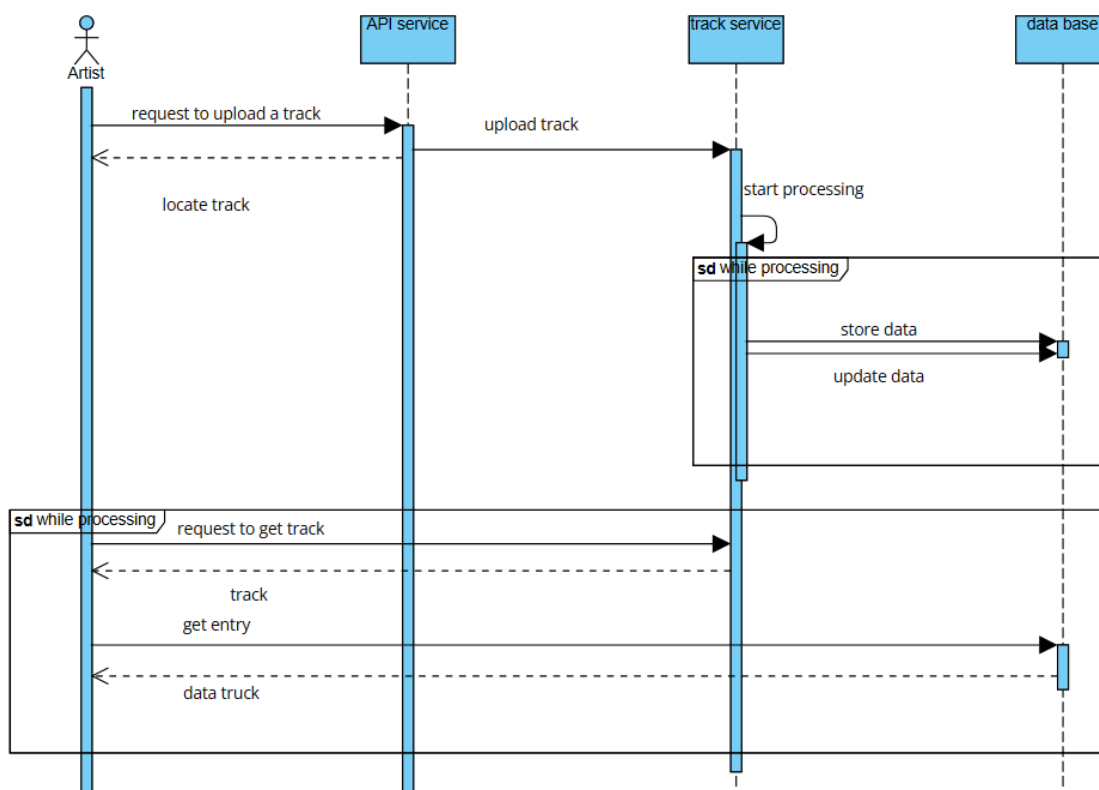 API service
track service
data base
Artist
request to upload a track
upload track
start processing
locate track
sd while processing
store data
update data
sd while processing
request to get track
track
get entry
data truck